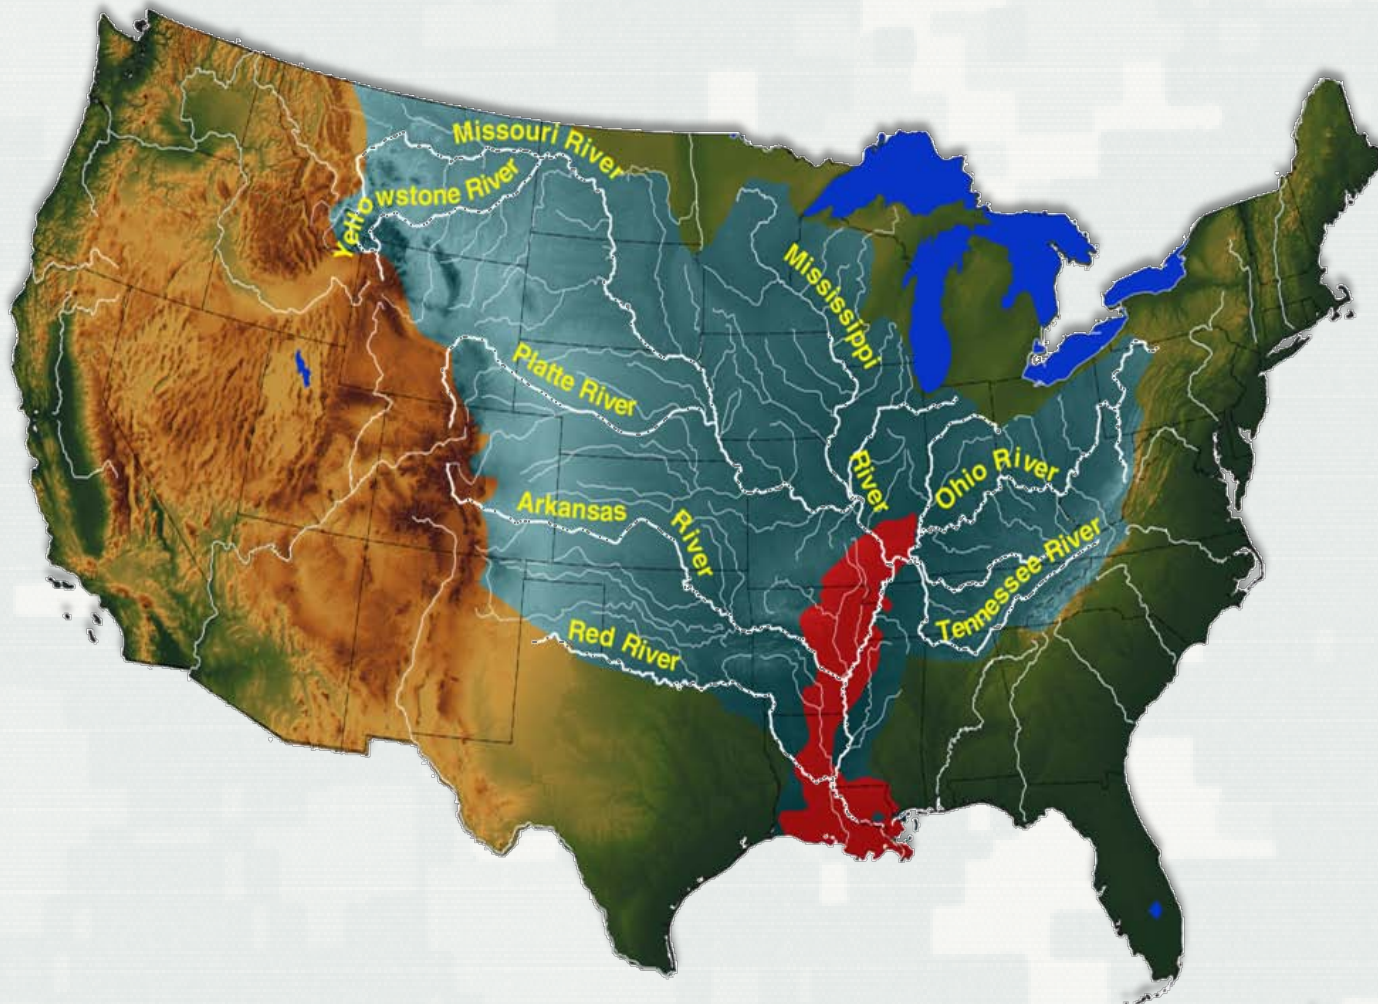 Missouri River
Yellowstone River
Mississippi
River
Platte River
Ohio River
Arkansas
River
Tennessee River
Red River